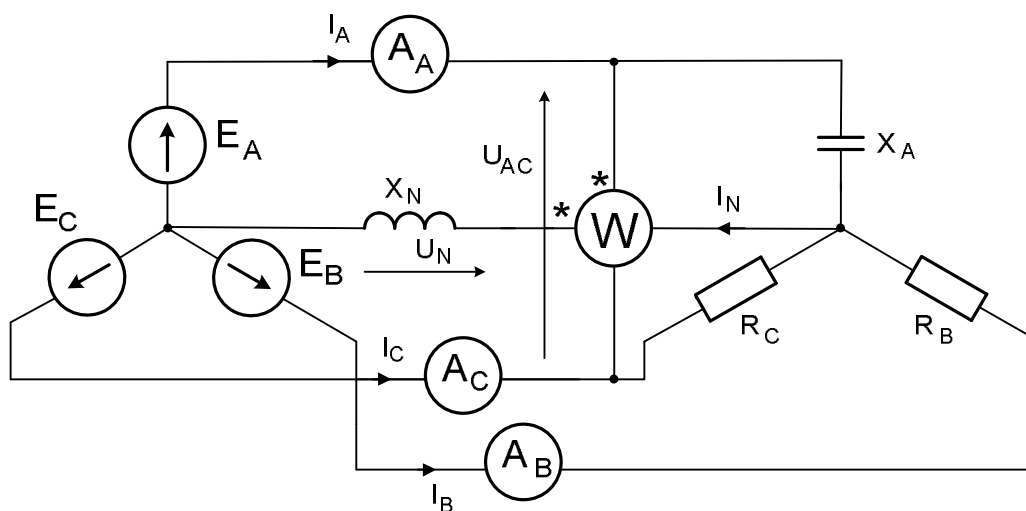 I_A
A_A
E_A
X_A
U_AC
X_N
*
*
W
I_N
E_C
E_B
U_N
R_C
R_B
I_C
A_C
A_B
I_B